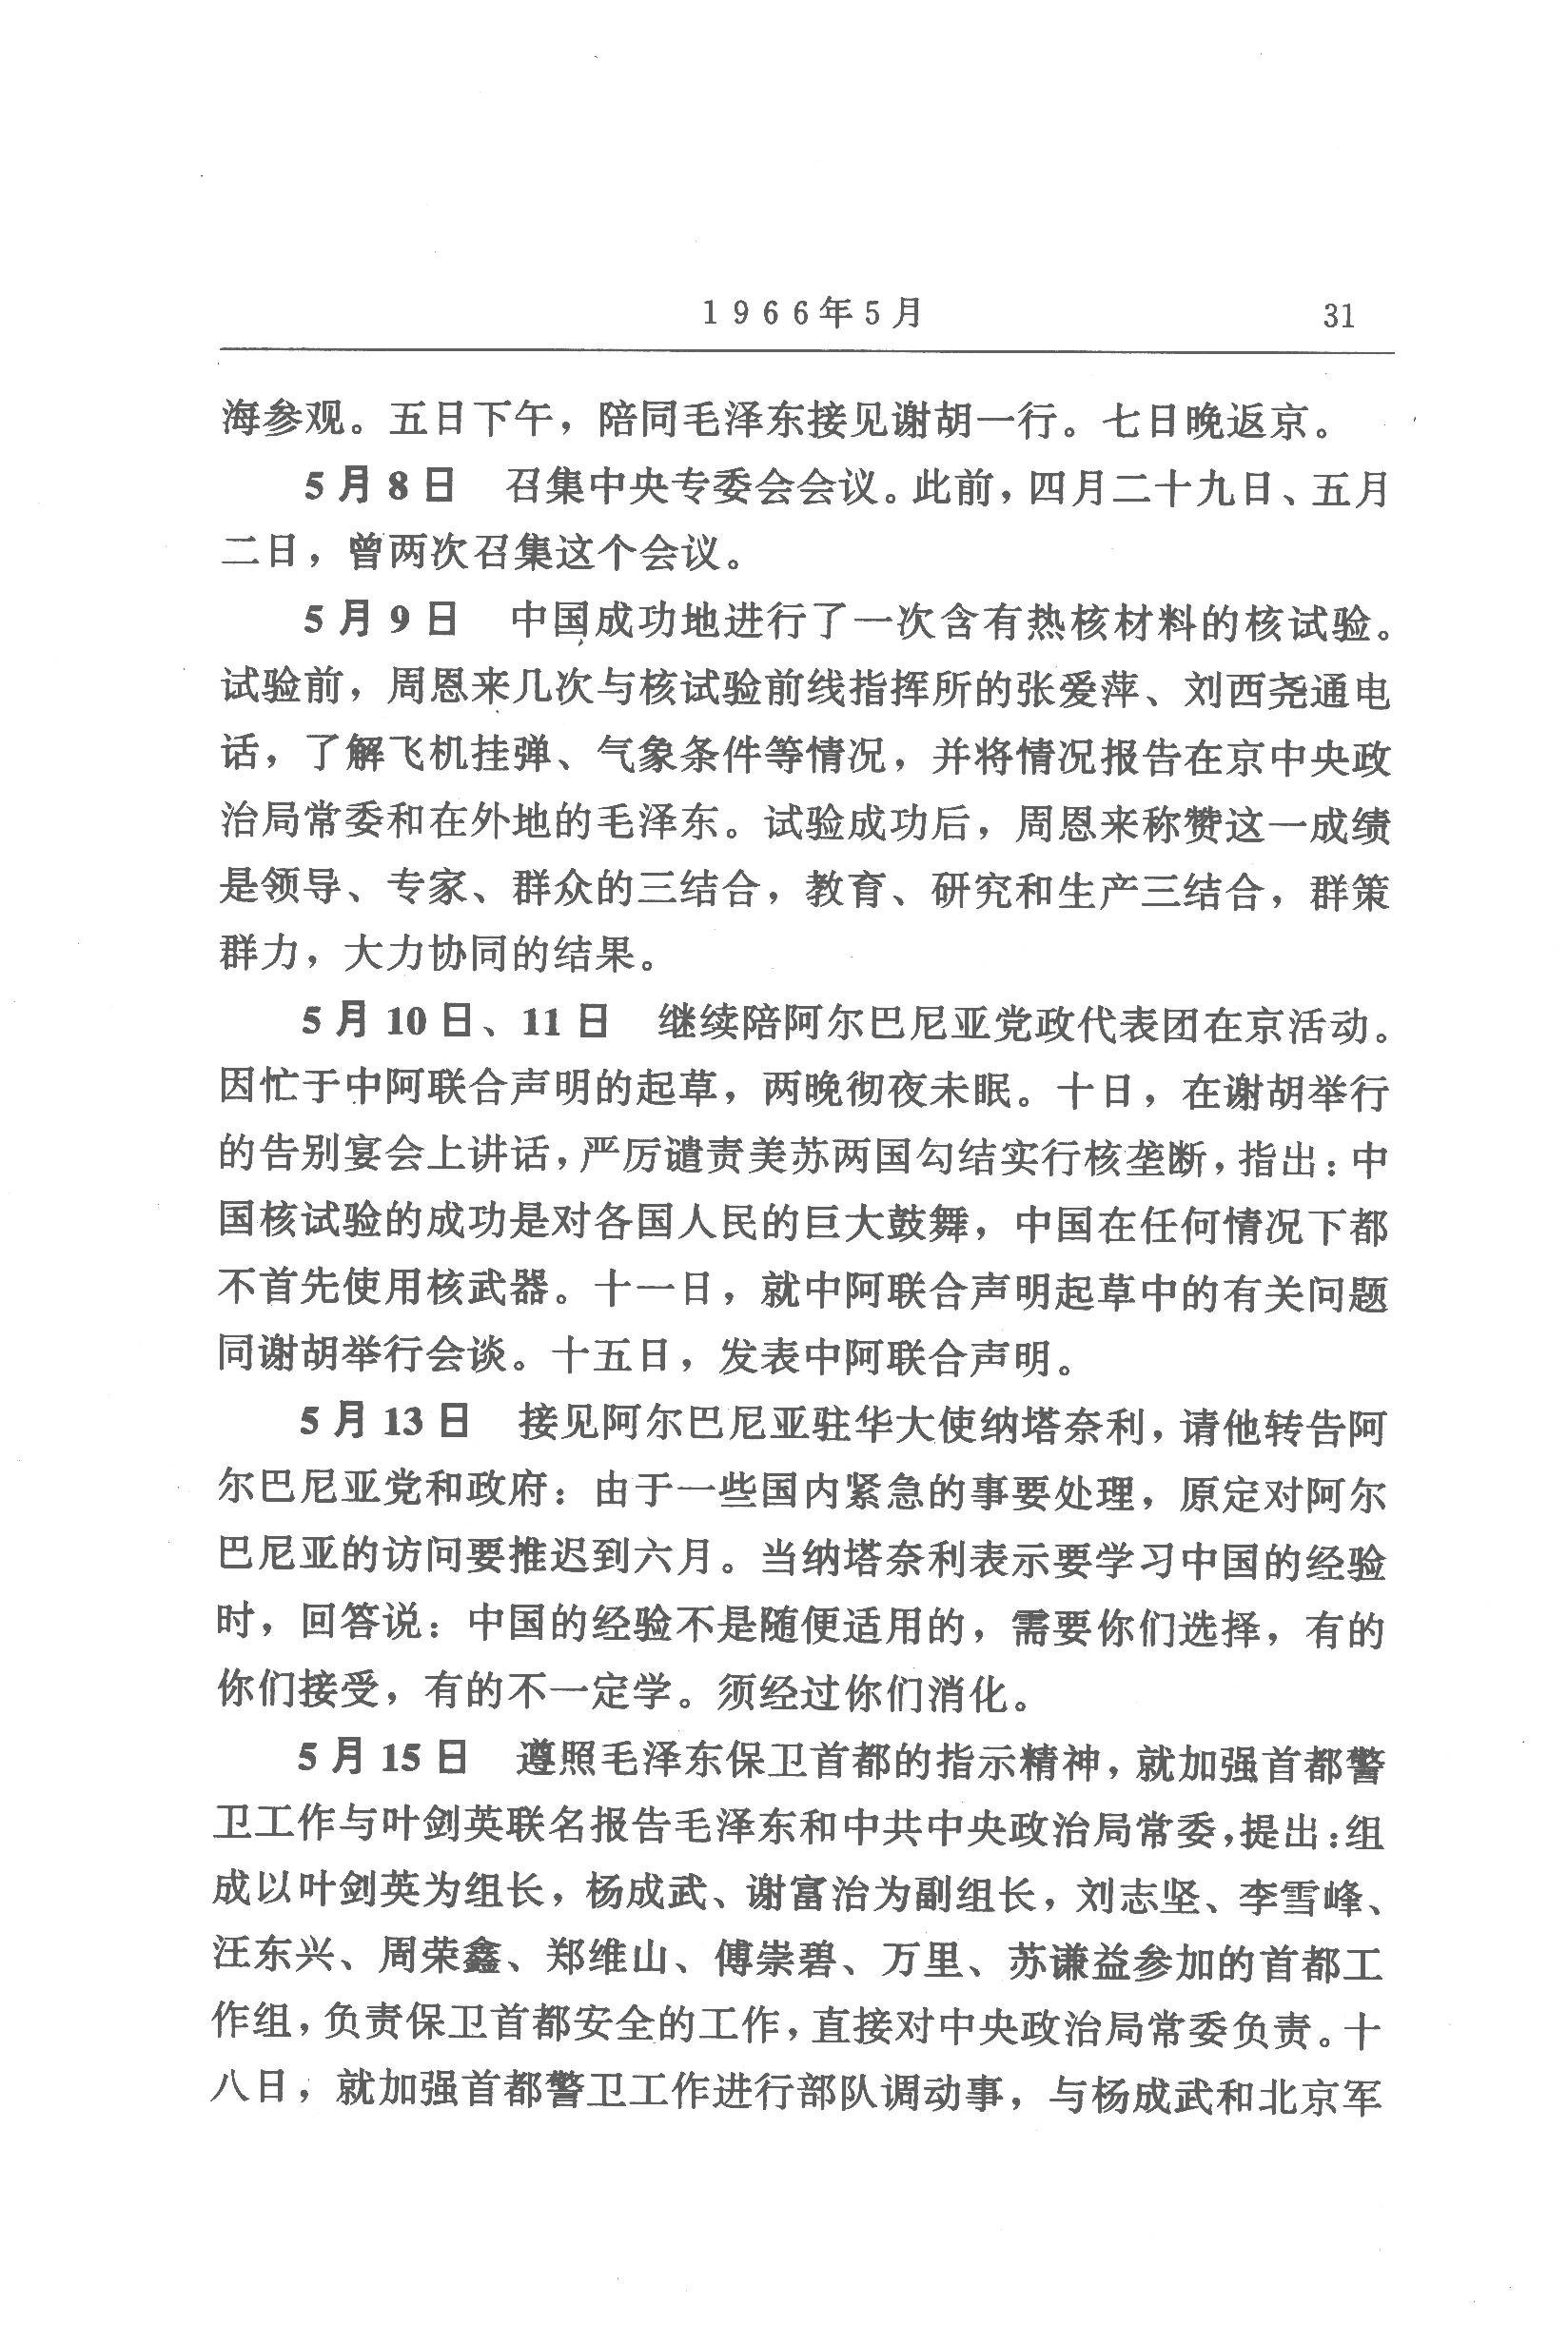 1966年5月 31
海参观。五日下午，陪同毛泽东接见谢胡一行。七日晚返京。
5月8日 召集中央专委会会议。此前，四月二十九日、五月
二日，曾两次召集这个会议。
5月9日 中国成功地进行了一次含有热核材料的核试验。
试验前，周恩来几次与核试验前线指挥所的张爱萍、刘西尧通电
话，了解飞机挂弹、气象条件等情况，并将情况报告在京中央政
治局常委和在外地的毛泽东。试验成功后，周恩来称赞这一成绩
是领导、专家、群众的三结合，教育、研究和生产三结合，群策
群力，大力协同的结果。
5月10日、11日 继续陪阿尔巴尼亚党政代表团在京活动。
因忙于中阿联合声明的起草，两晚彻夜未眠。十日，在谢胡举行
的告别宴会上讲话，严厉谴责美苏两国勾结实行核垄断，指出：中
国核试验的成功是对各国人民的巨大鼓舞，中国在任何情况下都
不首先使用核武器。十一日，就中阿联合声明起草中的有关问题
同谢胡举行会谈。十五日，发表中阿联合声明。
5月13日 接见阿尔巴尼亚驻华大使纳塔奈利，请他转告阿
尔巴尼亚党和政府：由于一些国内紧急的事要处理，原定对阿尔
巴尼亚的访问要推迟到六月。当纳塔奈利表示要学习中国的经验
时，回答说：中国的经验不是随便适用的，需要你们选择，有的
你们接受，有的不一定学。须经过你们消化。
5月15日 遵照毛泽东保卫首都的指示精神，就加强首都警
卫工作与叶剑英联名报告毛泽东和中共中央政治局常委，提出：组
成以叶剑英为组长，杨成武、谢富治为副组长，刘志坚、李雪峰、
汪东兴、周荣鑫、郑维山、傅崇碧、万里、苏谦益参加的首都工
作组，负责保卫首都安全的工作，直接对中央政治局常委负责。十
八日，就加强首都警卫工作进行部队调动事，与杨成武和北京军